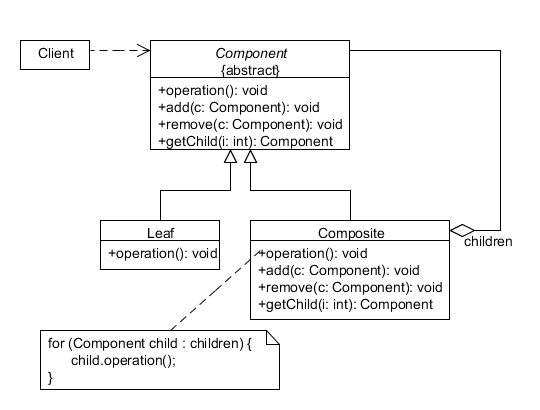 Client
Component
{abstract}
+operation(): void
+add(c: Component): void
+remove(c: Component): void
+getChild(i: int): Component
Leaf
+operation(): void
Composite
+operation(): void
+add(c: Component): void
+remove(c: Component): void
+getChild(i: int): Component
children
for (Component child : children) {
child.operation();
}